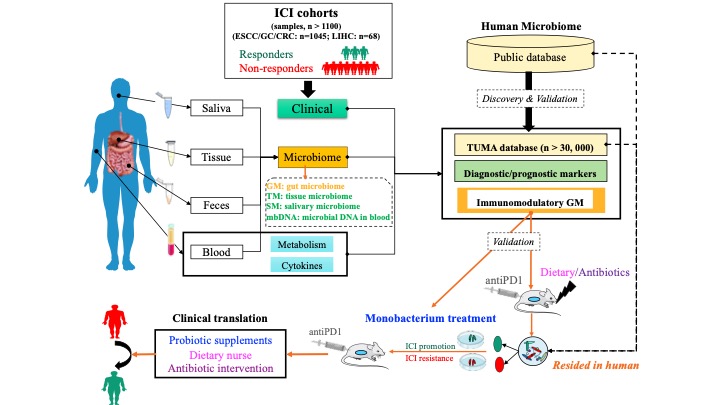 ICI cohorts
(samples, n > 1100)
(ESCC/GC/CRC: n=1045; LIHC: n=68)
Responders
Non-responders
Human Microbiome
Public database
Discovery & Validation
Saliva
Tissue
Feces
Blood
Clinical
Microbiome
GM: gut microbiome
TM: tissue microbiome
SM: salivary microbiome
mbDNA: microbial DNA in blood
Metabolism
Cytokines
TUMA database (n > 30, 000)
Diagnostic/prognostic markers
Immunomodulatory GM
Validation
antiPD1
Dietary/Antibiotics
Monobacterium treatment
ICI promotion
ICI resistance
Resided in human
antiPD1
Clinical translation
Probiotic supplements
Dietary nurse
Antibiotic intervention